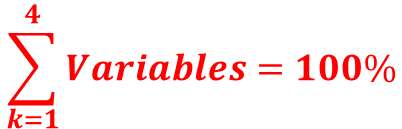 4
∑ Variables = 100%
k=1